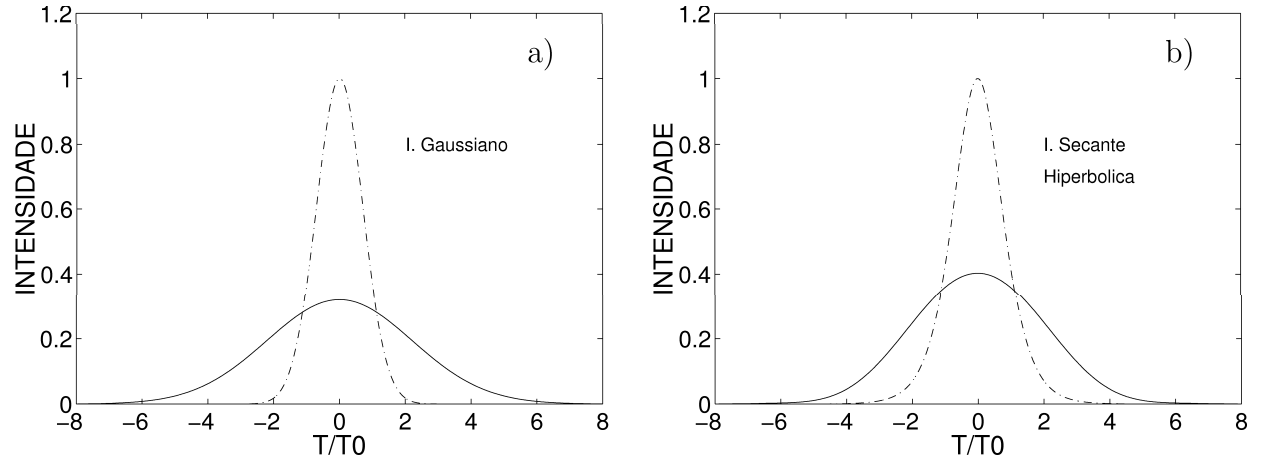 a)
I. Gaussiano
INTENSIDADE
1.2
1
0.8
0.6
0.4
0.2
0
−8 −6 −4 −2 0 2 4 6 8
T/T0
b)
I. Secante
Hiperbolica
INTENSIDADE
1.2
1
0.8
0.6
0.4
0.2
0
−8 −6 −4 −2 0 2 4 6 8
T/T0